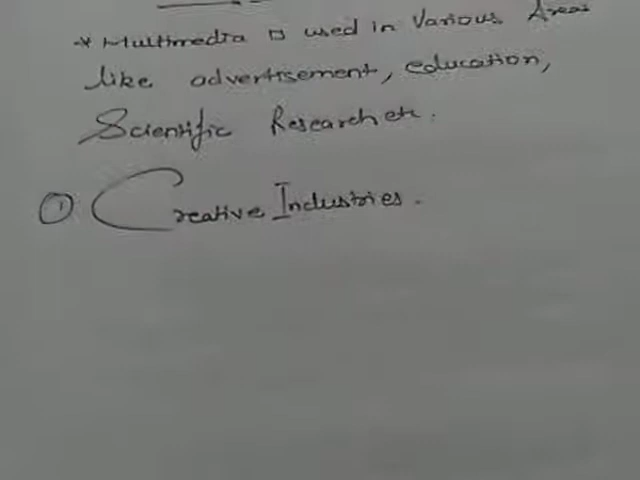 * Multimedia is used in Various Areas
like advertisement, education,
Scientific Research etc.
① Creative Industries.